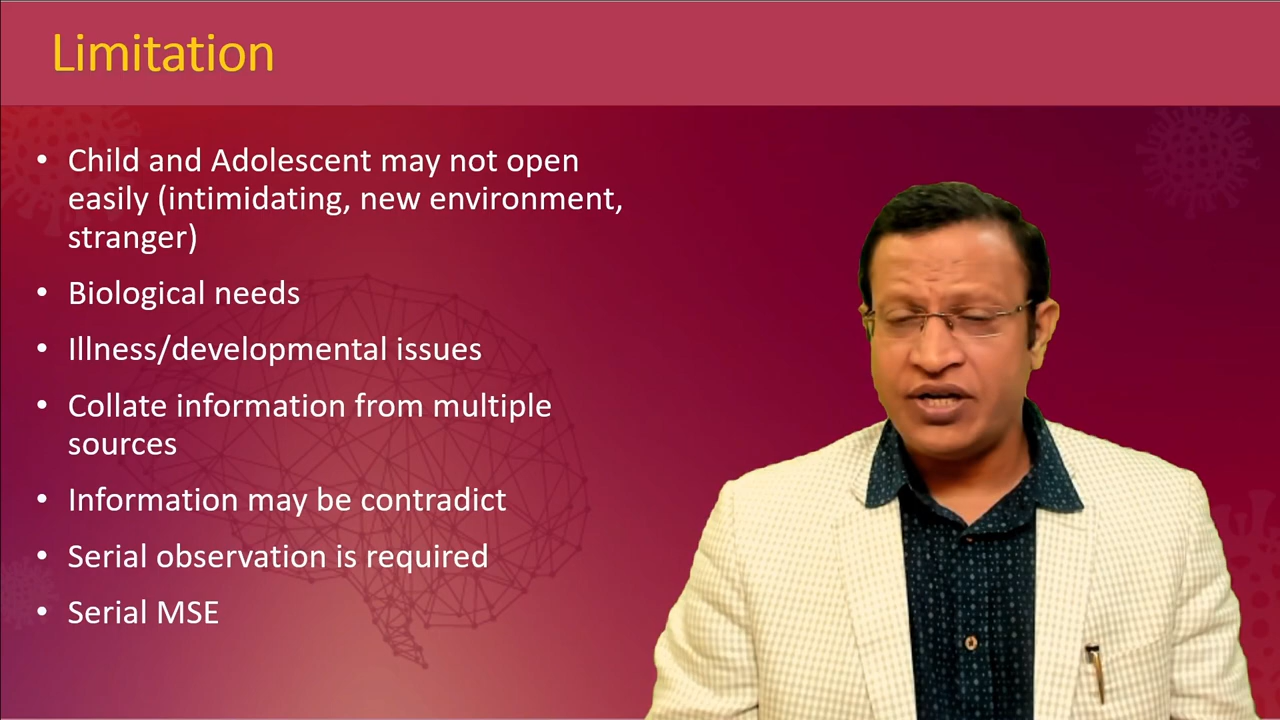 Limitation
• Child and Adolescent may not open
easily (intimidating, new environment,
stranger)
• Biological needs
• Illness/developmental issues
• Collate information from multiple
sources
• Information may be contradict
• Serial observation is required
• Serial MSE